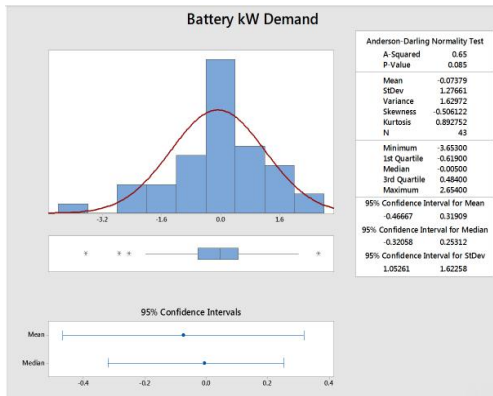 Battery kW Demand
-3.2 -1.6 0.0 1.6
* * * *
95% Confidence Intervals
Mean
Median
-0.4 -0.2 0.0 0.2 0.4
Anderson-Darling Normality Test
A-Squared 0.65
P-Value 0.085
Mean -0.07379
StDev 1.27661
Variance 1.62972
Skewness -0.506122
Kurtosis 0.892752
N 43
Minimum -3.65300
1st Quartile -0.61900
Median -0.00500
3rd Quartile 0.48400
Maximum 2.65400
95% Confidence Interval for Mean
-0.46667 0.31909
95% Confidence Interval for Median
-0.32058 0.25312
95% Confidence Interval for StDev
1.05261 1.62258